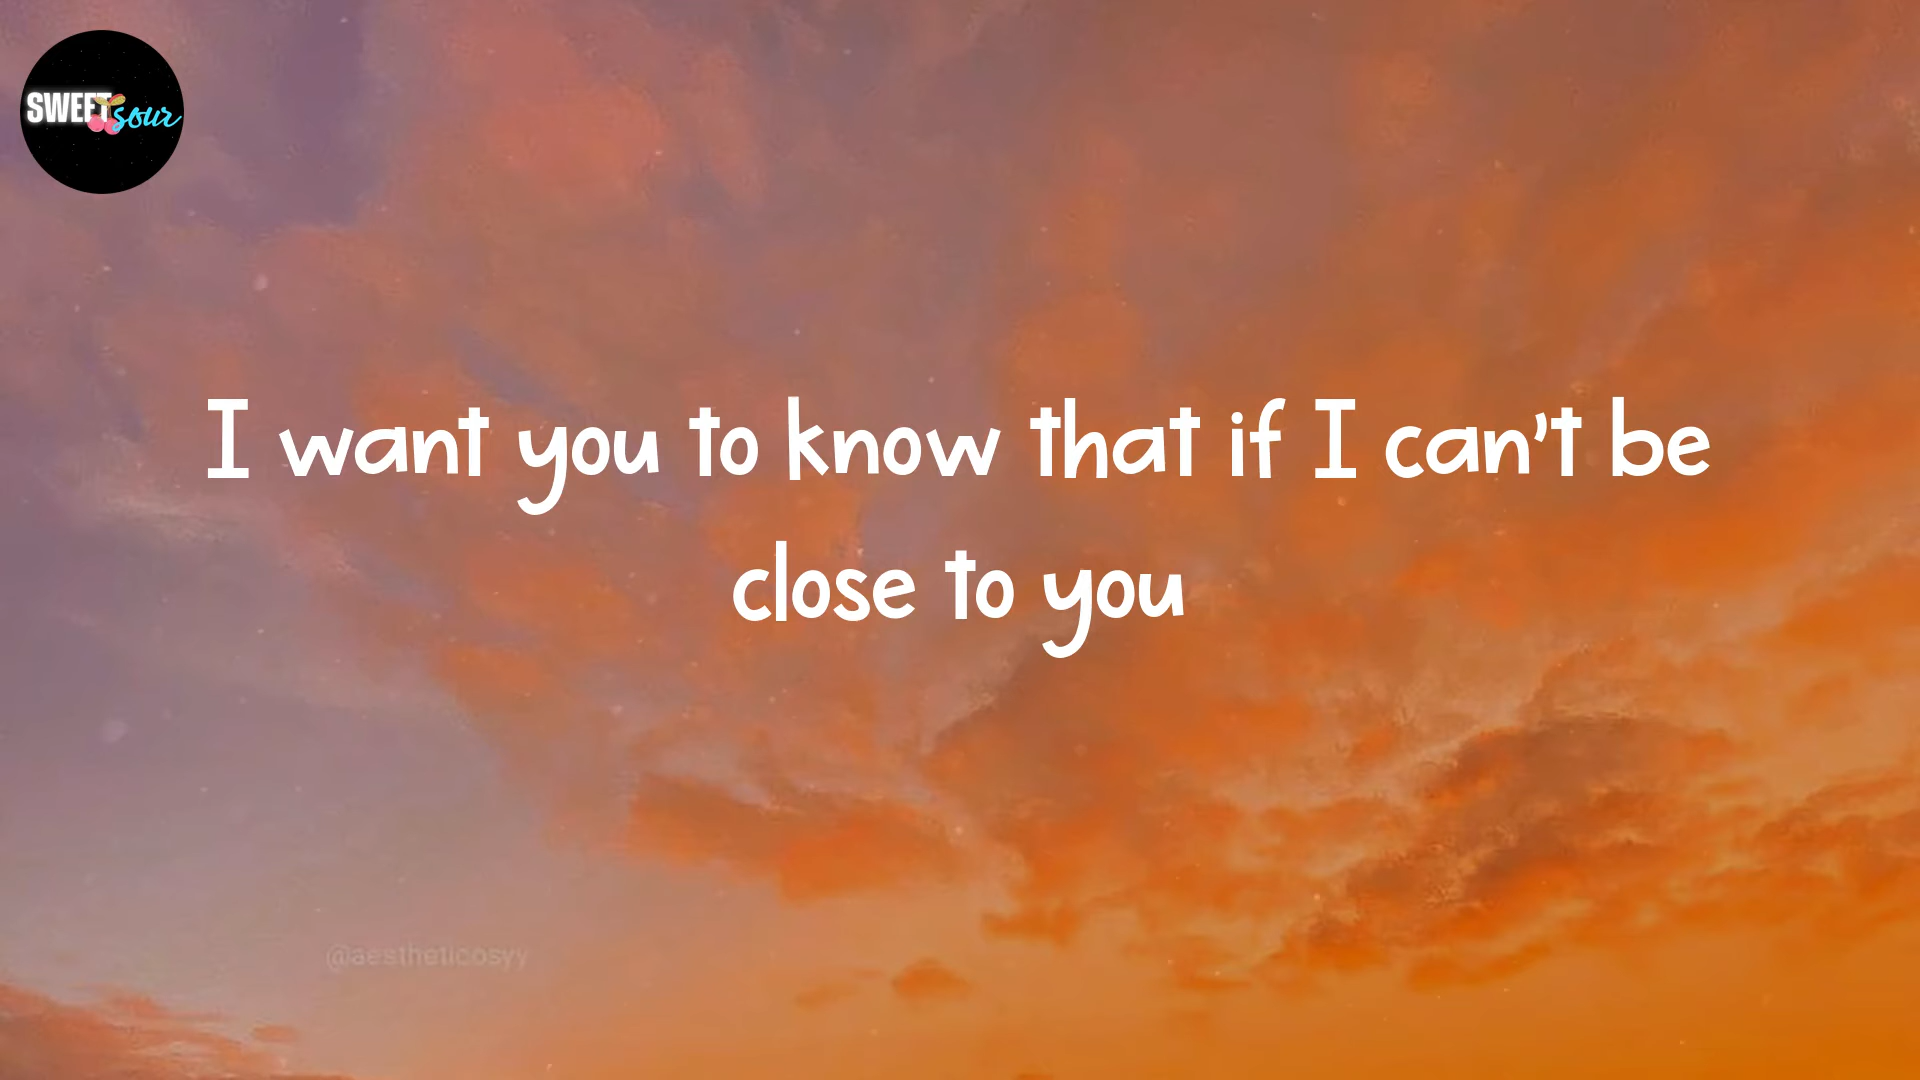 SWEET sour
I want you to know that if I can't be
close to you
@aestheticosyy